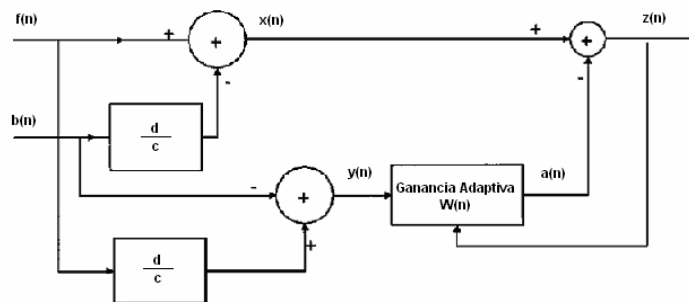 f(n)
x(n)
z(n)
+
+
+
+
-
-
b(n)
d
c
y(n)
Ganancia Adaptiva
W(n)
a(n)
-
+
+
d
c